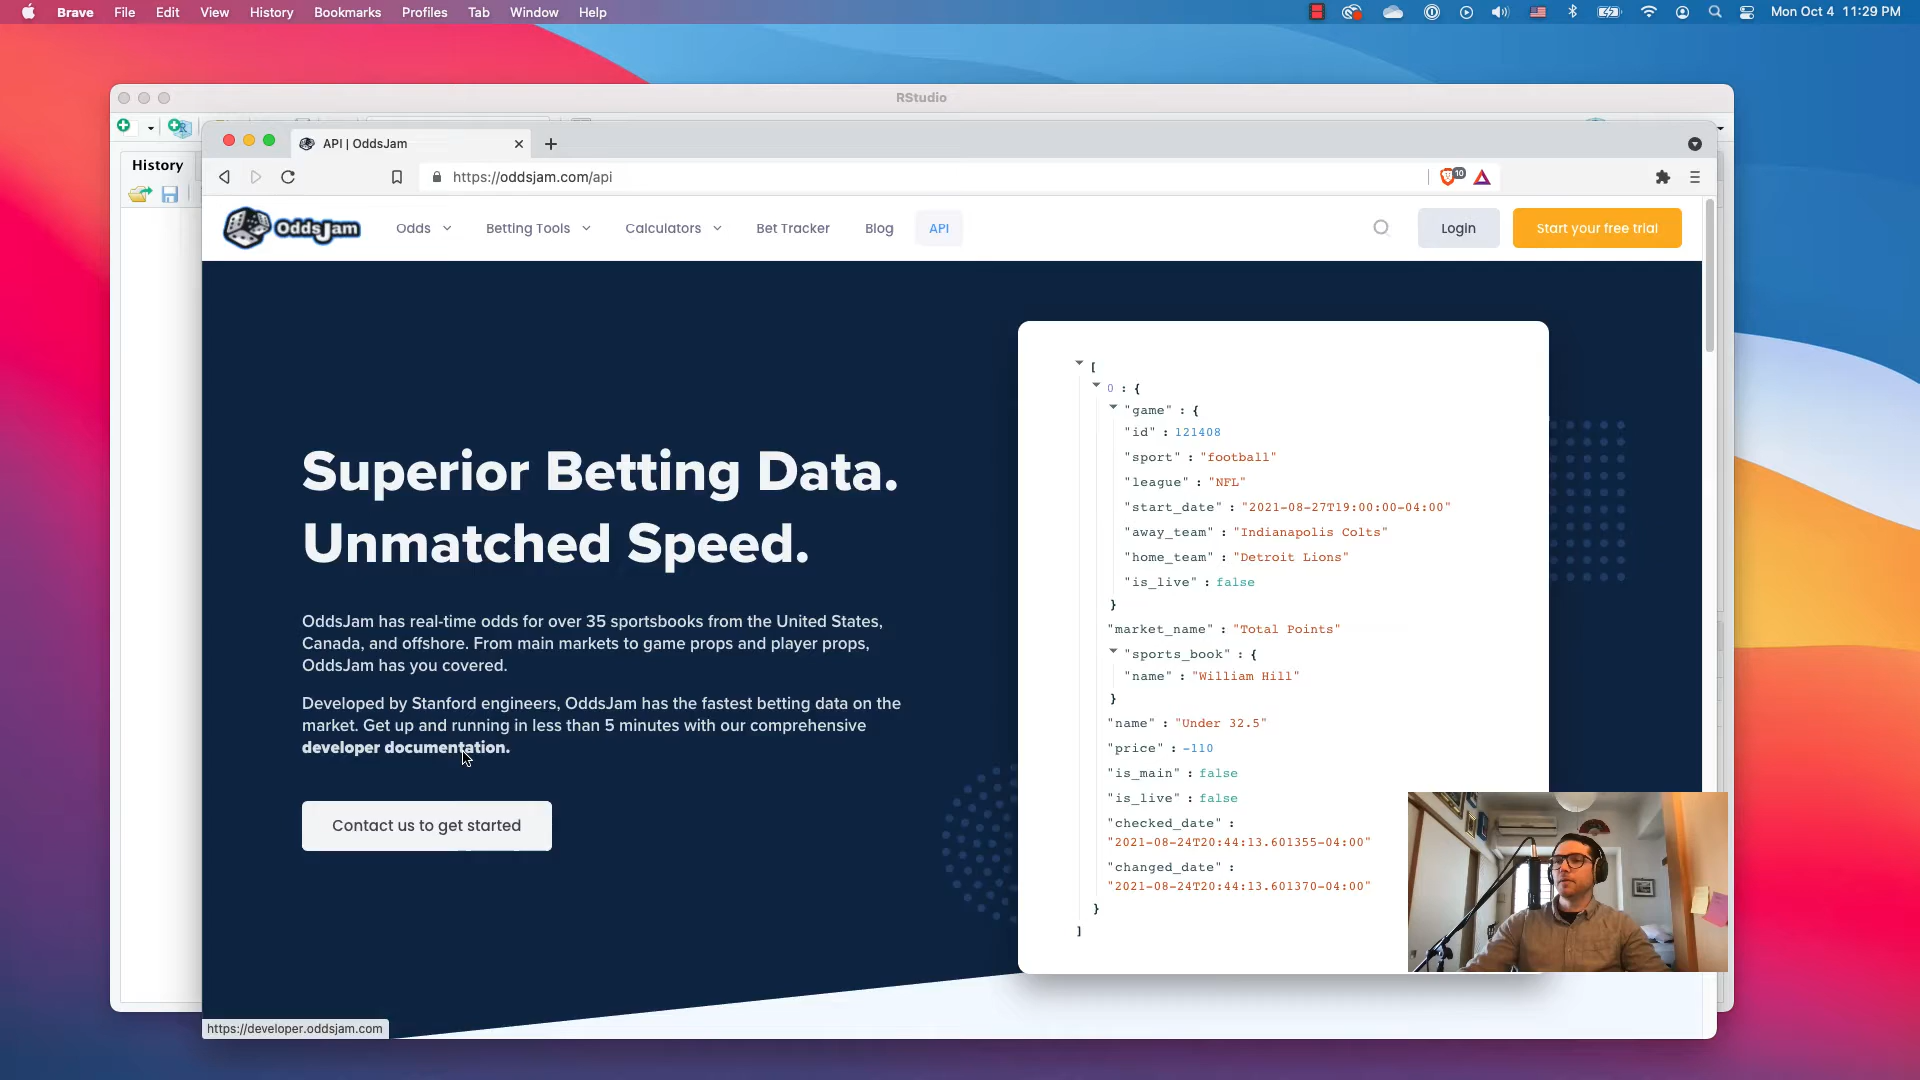 Brave File Edit View History Bookmarks Profiles Tab Window Help
Mon Oct 4 11:29 PM
RStudio
History
API | OddsJam
https://oddsjam.com/api
10
OddsJam
Odds
Betting Tools
Calculators
Bet Tracker
Blog
API
Login
Start your free trial
Superior Betting Data.
Unmatched Speed.
OddsJam has real-time odds for over 35 sportsbooks from the United States,
Canada, and offshore. From main markets to game props and player props,
OddsJam has you covered.
Developed by Stanford engineers, OddsJam has the fastest betting data on the
market. Get up and running in less than 5 minutes with our comprehensive
developer documentation.
Contact us to get started
[
0 : {
"game" : {
"id" : 121408
"sport" : "football"
"league" : "NFL"
"start_date" : "2021-08-27T19:00:00-04:00"
"away_team" : "Indianapolis Colts"
"home_team" : "Detroit Lions"
"is_live" : false
}
"market_name" : "Total Points"
"sports_book" : {
"name" : "William Hill"
}
"name" : "Under 32.5"
"price" : -110
"is_main" : false
"is_live" : false
"checked_date" :
"2021-08-24T20:44:13.601355-04:00"
"changed_date" :
"2021-08-24T20:44:13.601370-04:00"
}
]
https://developer.oddsjam.com